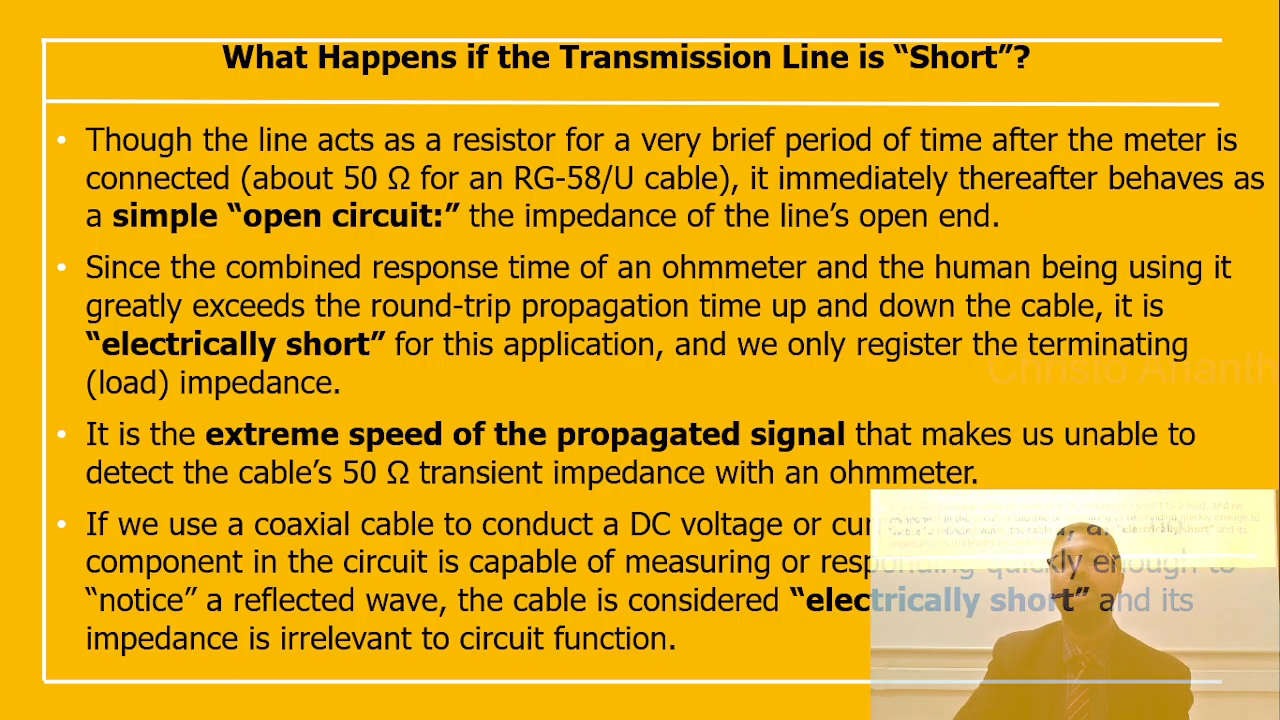 What Happens if the Transmission Line is “Short”?
• Though the line acts as a resistor for a very brief period of time after the meter is
connected (about 50 Ω for an RG-58/U cable), it immediately thereafter behaves as
a simple “open circuit:” the impedance of the line’s open end.
• Since the combined response time of an ohmmeter and the human being using it
greatly exceeds the round-trip propagation time up and down the cable, it is
“electrically short” for this application, and we only register the terminating
(load) impedance.
Christo Ananth
• It is the extreme speed of the propagated signal that makes us unable to
detect the cable’s 50 Ω transient impedance with an ohmmeter.
• If we use a coaxial cable to conduct a DC voltage or
component in the circuit is capable of measuring or responding quickly enough to
“notice” a reflected wave, the cable is considered “electrically short” and its
impedance is irrelevant to circuit function.